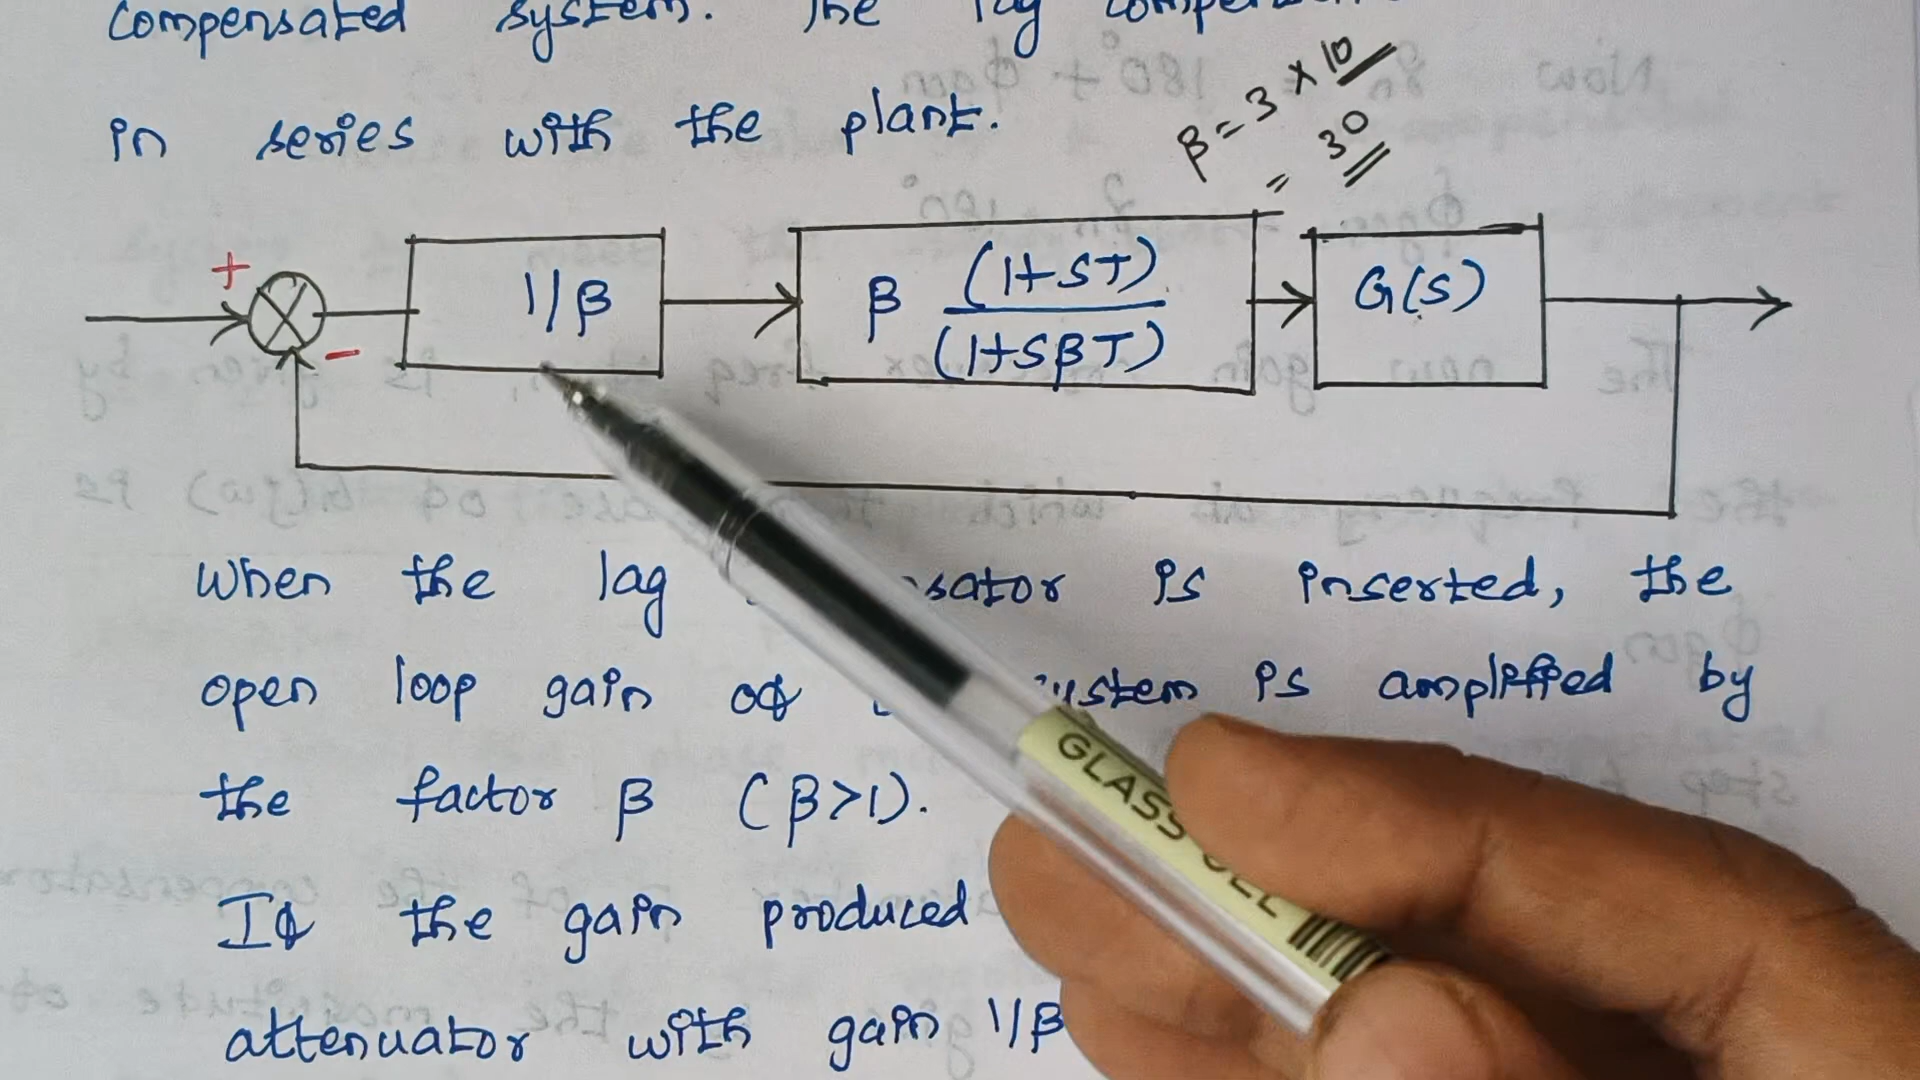 compensated system. The lag
in series with the plant.
β = 3 × 10
= 30
+
1/β
β (1+ST)
(1+SβT)
G(s)
-
When the lag is inserted, the
open loop gain of system is amplified by
the factor β (β>1).
If the gain produced
attenuator with gain 1/β
GLASS